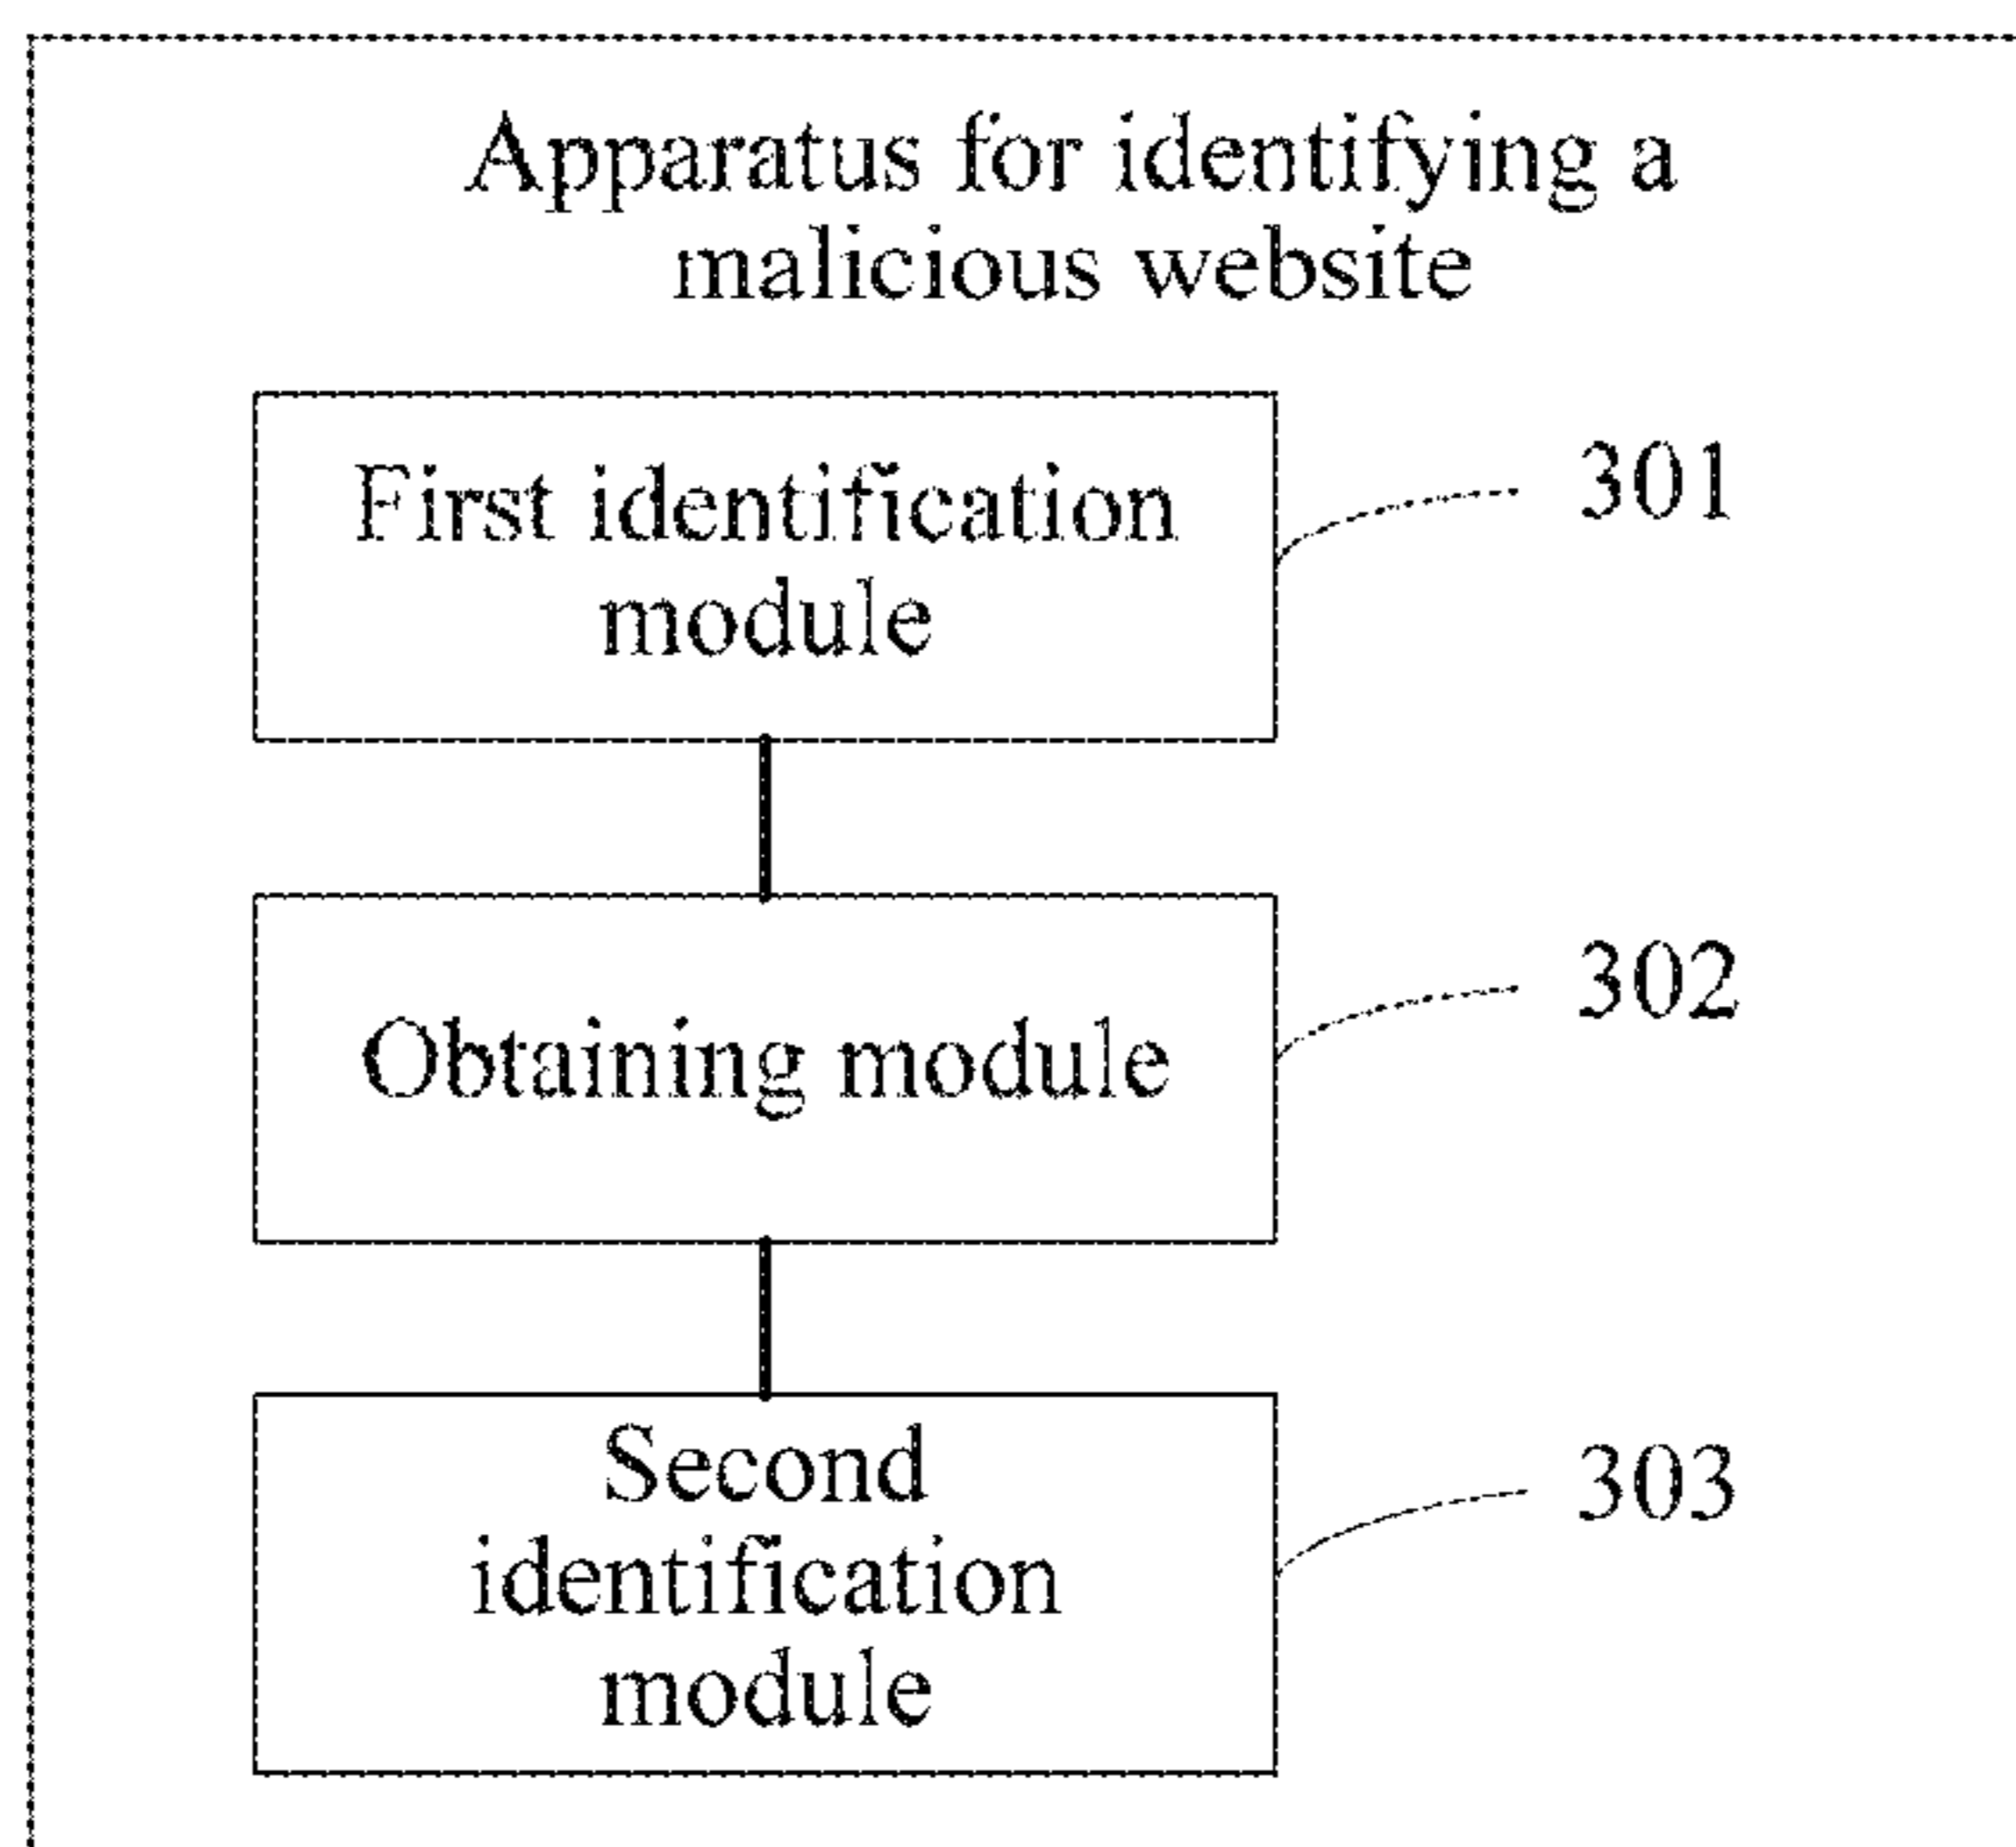 Apparatus for identifying a
malicious website
First identification
module
301
Obtaining module
302
Second
identification
module
303